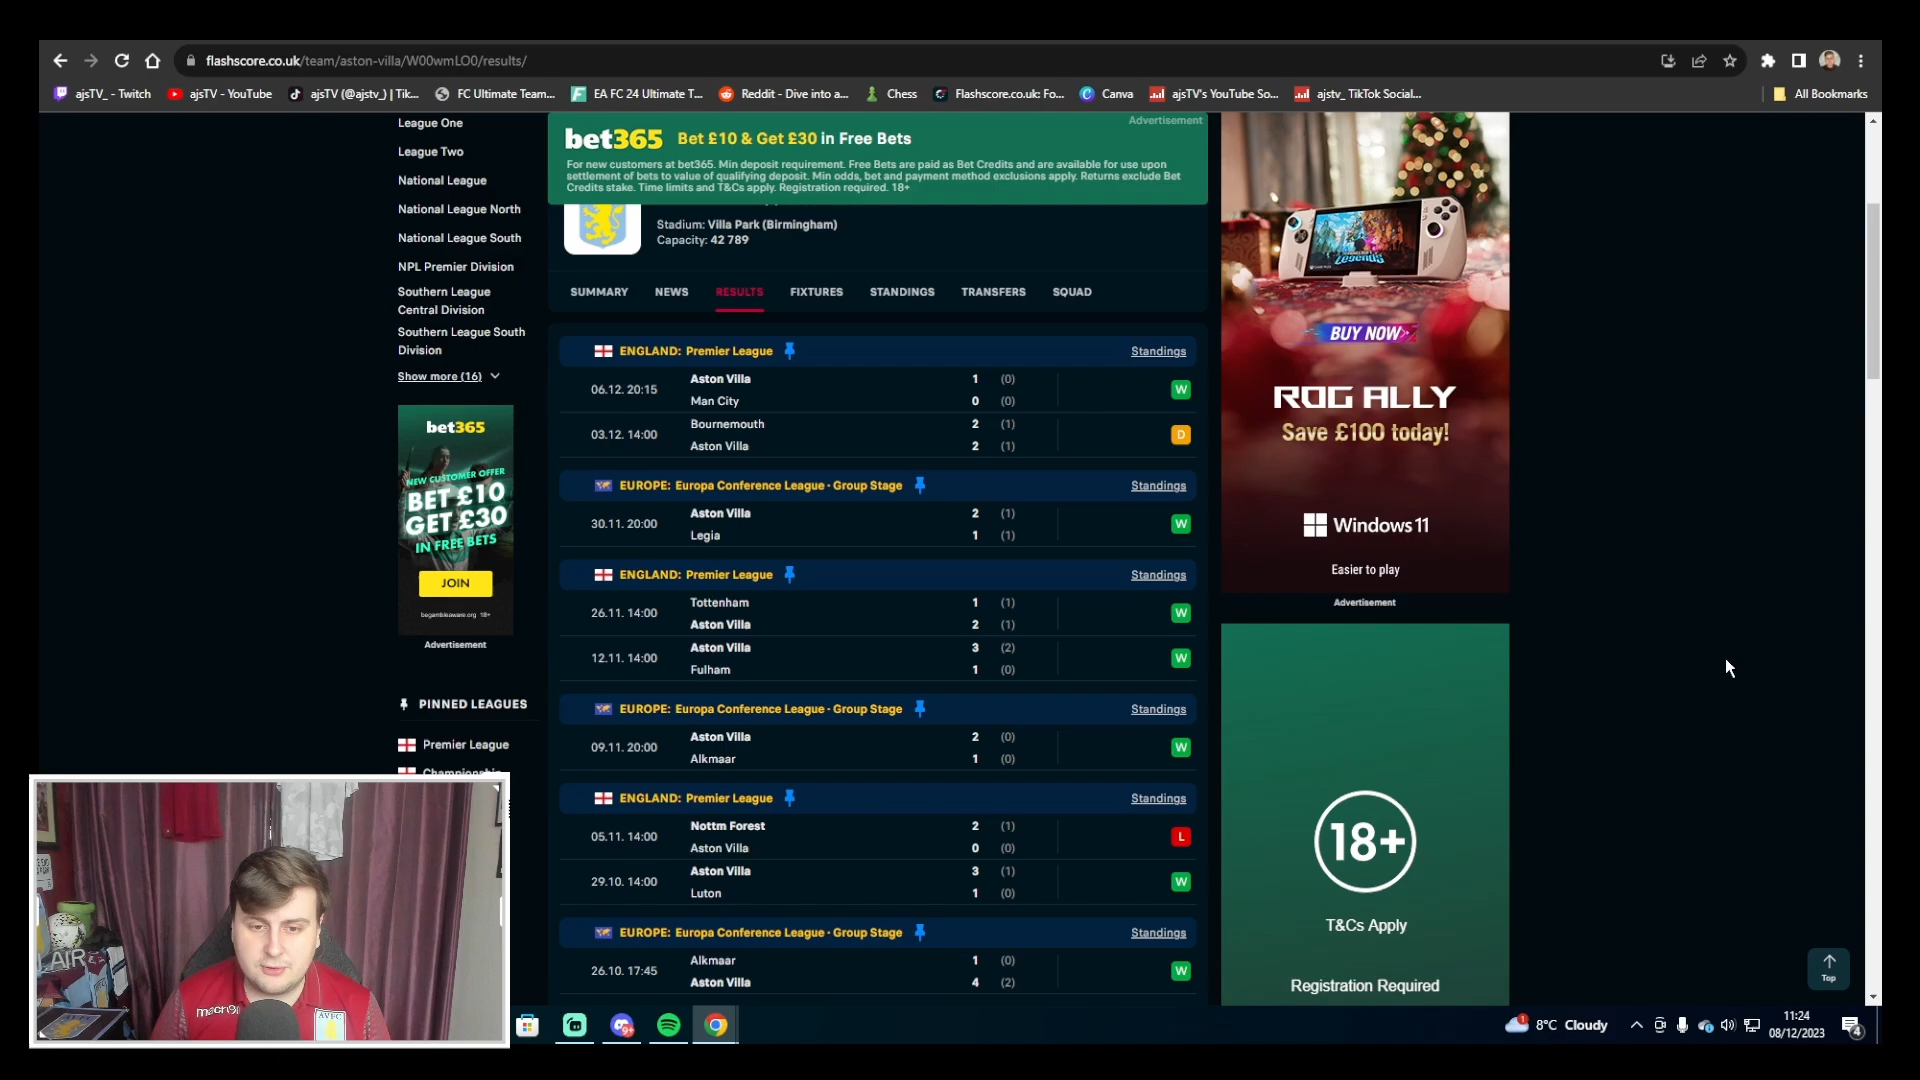 flashscore.co.uk/team/aston-villa/W00wmLO0/results/
ajsTV_ - Twitch
ajsTV - YouTube
ajsTV (@ajstv_) | Tik...
FC Ultimate Team...
EA FC 24 Ultimate T...
Reddit - Dive into a...
Chess
Flashscore.co.uk: Fo...
Canva
ajsTV's YouTube So...
ajstv_ TikTok Social...
All Bookmarks
League One
League Two
National League
National League North
National League South
NPL Premier Division
Southern League
Central Division
Southern League South
Division
Show more (16)
bet365
NEW CUSTOMER OFFER
BET £10
GET £30
IN FREE BETS
JOIN
begambleaware.org 18+
Advertisement
PINNED LEAGUES
Premier League
Championship
Advertisement
bet365 Bet £10 & Get £30 in Free Bets
For new customers at bet365. Min deposit requirement. Free Bets are paid as Bet Credits and are available for use upon
settlement of bets to value of qualifying deposit. Min odds, bet and payment method exclusions apply. Returns exclude Bet
Credits stake. Time limits and T&Cs apply. Registration required. 18+
Stadium: Villa Park (Birmingham)
Capacity: 42 789
SUMMARY NEWS RESULTS FIXTURES STANDINGS TRANSFERS SQUAD
ENGLAND: Premier League Standings
06.12. 20:15 Aston Villa 1 (0) W
Man City 0 (0)
03.12. 14:00 Bournemouth 2 (1) D
Aston Villa 2 (1)
EUROPE: Europa Conference League - Group Stage Standings
30.11. 20:00 Aston Villa 2 (1) W
Legia 1 (1)
ENGLAND: Premier League Standings
26.11. 14:00 Tottenham 1 (1) W
Aston Villa 2 (1)
12.11. 14:00 Aston Villa 3 (2) W
Fulham 1 (0)
EUROPE: Europa Conference League - Group Stage Standings
09.11. 20:00 Aston Villa 2 (0) W
Alkmaar 1 (0)
ENGLAND: Premier League Standings
05.11. 14:00 Nottm Forest 2 (1) L
Aston Villa 0 (0)
29.10. 14:00 Aston Villa 3 (1) W
Luton 1 (0)
EUROPE: Europa Conference League - Group Stage Standings
26.10. 17:45 Alkmaar 1 (0) W
Aston Villa 4 (2)
BUY NOW
ROG ALLY
Save £100 today!
Windows 11
Easier to play
Advertisement
18+
T&Cs Apply
Registration Required
Top
macron
AVFC
8°C Cloudy
11:24
08/12/2023
4